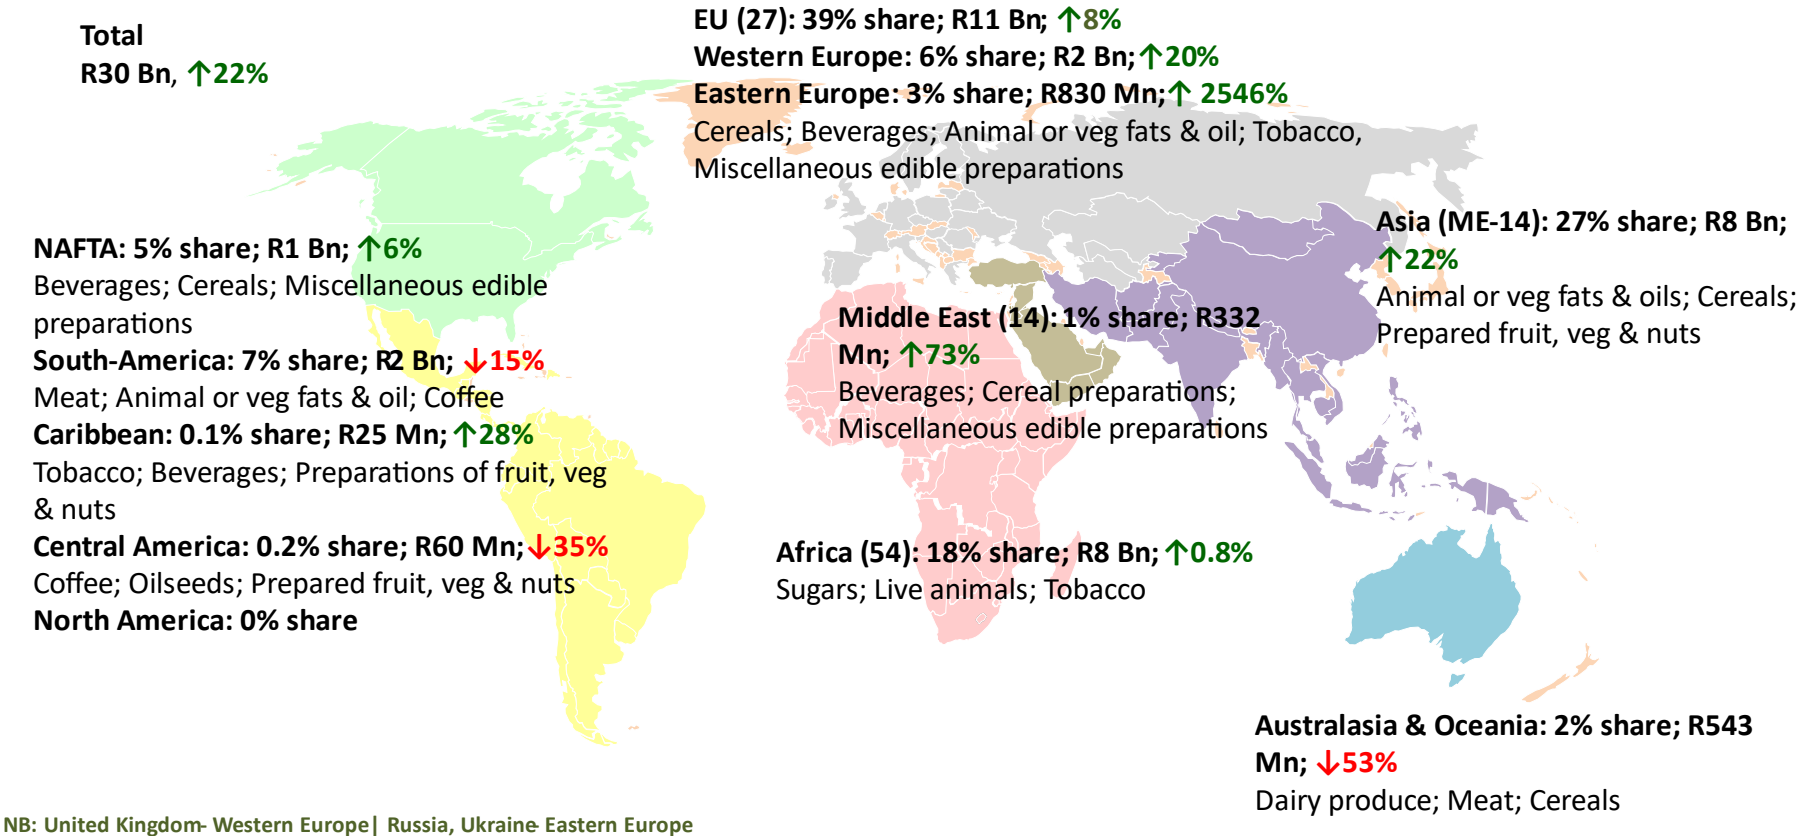 Total
R30 Bn, ↑22%
EU (27): 39% share; R11 Bn; ↑8%
Western Europe: 6% share; R2 Bn;↑20%
Eastern Europe: 3% share; R830 Mn;↑ 2546%
Cereals; Beverages; Animal or veg fats & oil; Tobacco,
Miscellaneous edible preparations
NAFTA: 5% share; R1 Bn; ↑6%
Beverages; Cereals; Miscellaneous edible
preparations
South-America: 7% share; R2 Bn; ↓15%
Meat; Animal or veg fats & oil; Coffee
Caribbean: 0.1% share; R25 Mn;↑28%
Tobacco; Beverages; Preparations of fruit, veg
& nuts
Central America: 0.2% share; R60 Mn;↓35%
Coffee; Oilseeds; Prepared fruit, veg & nuts
North America: 0% share
Middle East (14): 1% share; R332
Mn; ↑73%
Beverages; Cereal preparations;
Miscellaneous edible preparations
Asia (ME-14): 27% share; R8 Bn;
↑22%
Animal or veg fats & oils; Cereals;
Prepared fruit, veg & nuts
Africa (54): 18% share; R8 Bn;↑0.8%
Sugars; Live animals; Tobacco
Australasia & Oceania: 2% share; R543
Mn; ↓53%
Dairy produce; Meat; Cereals
NB: United Kingdom- Western Europe| Russia, Ukraine- Eastern Europe